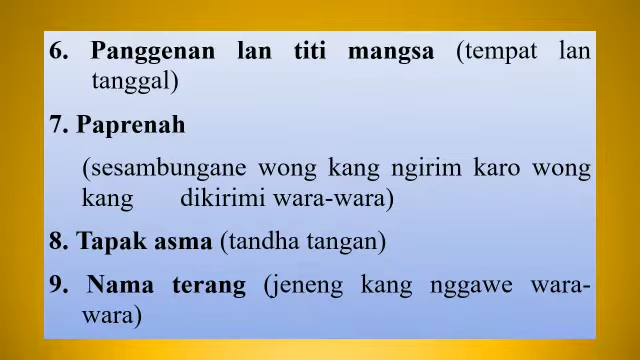 6. Panggenan lan titi mangsa (tempat lan
tanggal)
7. Paprenah
(sesambungane wong kang ngirim karo wong
kang dikirimi wara-wara)
8. Tapak asma (tandha tangan)
9. Nama terang (jeneng kang nggawe wara-
wara)